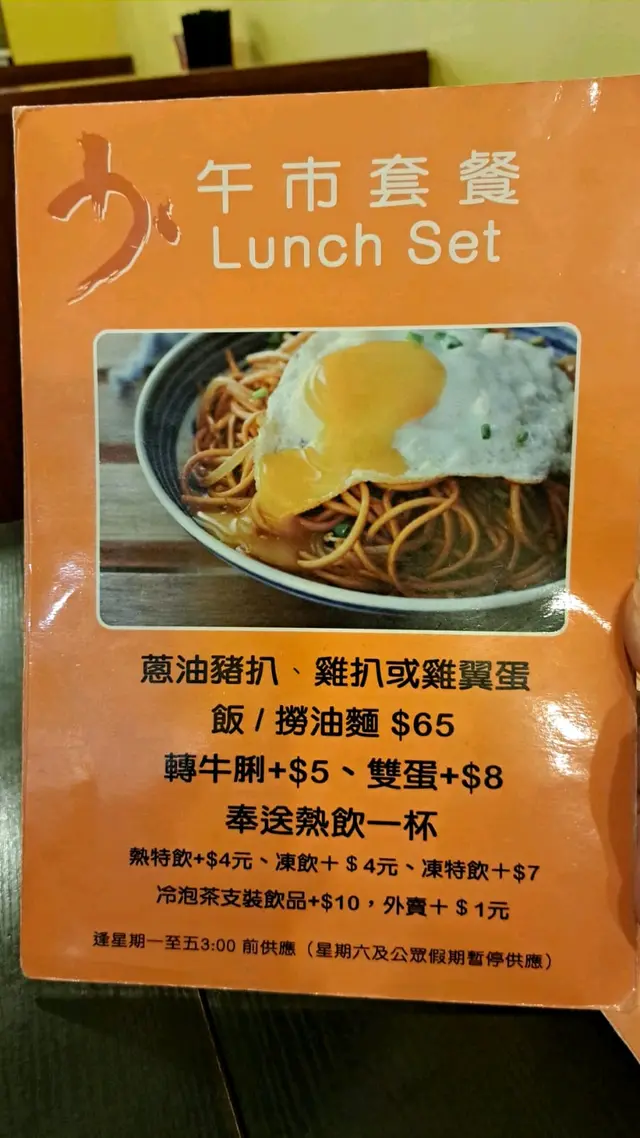 午市套餐
Lunch Set
蔥油豬扒、雞扒或雞翼蛋
飯 / 撈油麵 $65
轉牛脷+$5、雙蛋+$8
奉送熱飲一杯
熱特飲+$4元、凍飲＋＄4元、凍特飲＋$7
冷泡茶支裝飲品+$10，外賣＋＄1元
逢星期一至五3:00 前供應（星期六及公眾假期暫停供應）